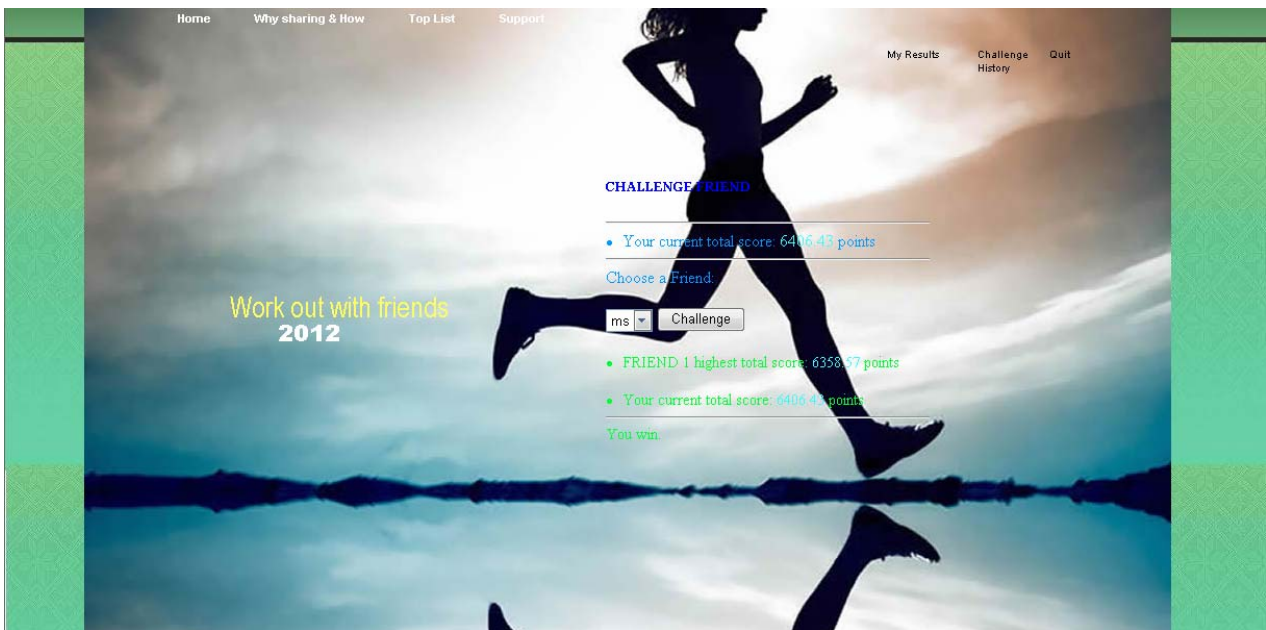 Home Why sharing & How Top List Support
My Results Challenge History Quit
CHALLENGE FRIEND
• Your current total score: 6406.43 points
Choose a Friend:
Work out with friends
2012
ms Challenge
• FRIEND 1 highest total score: 6358.57 points
• Your current total score: 6406.43 points
You win.